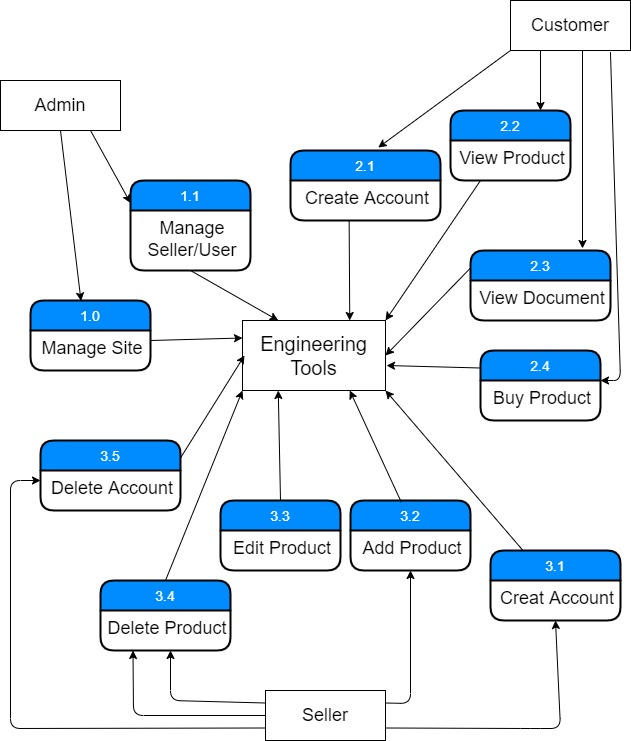 Customer
Admin
2.2
View Product
2.1
Create Account
1.1
Manage
Seller/User
2.3
View Document
1.0
Manage Site
Engineering
Tools
2.4
Buy Product
3.5
Delete Account
3.3
Edit Product
3.2
Add Product
3.1
Creat Account
3.4
Delete Product
Seller